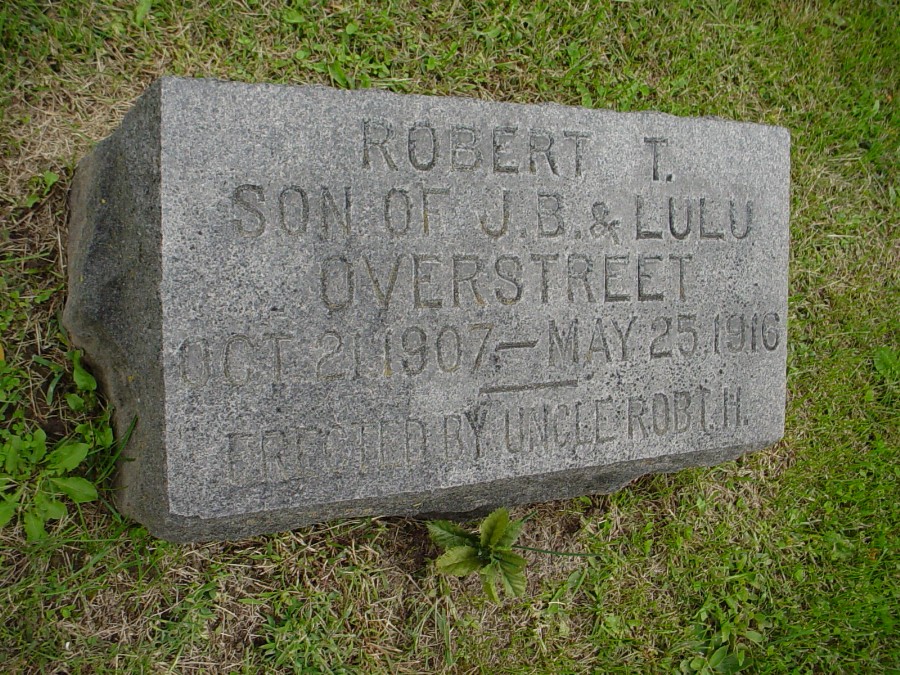 ROBERT T.
SON OF J.B. & LULU
OVERSTREET
OCT. 21, 1907 — MAY 25, 1916
ERECTED BY UNCLE ROBT. H.